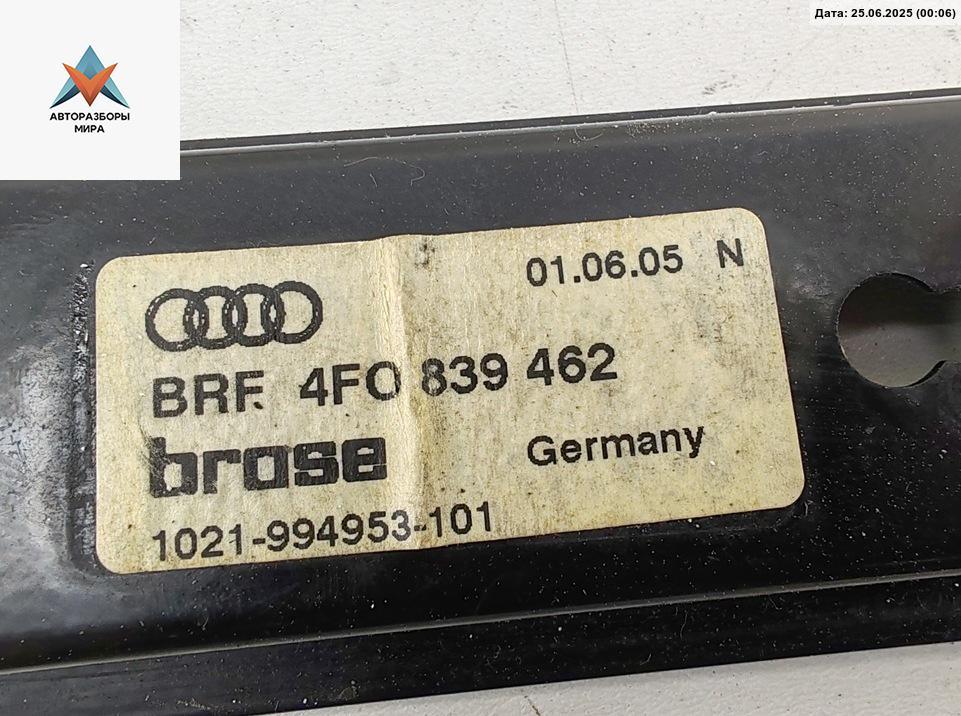 Дата: 25.06.2025 (00:06)
АВТОРАЗБОРЫ
МИРА
01.06.05 N
BRF. 4F0 839 462
brose Germany
1021-994953-101